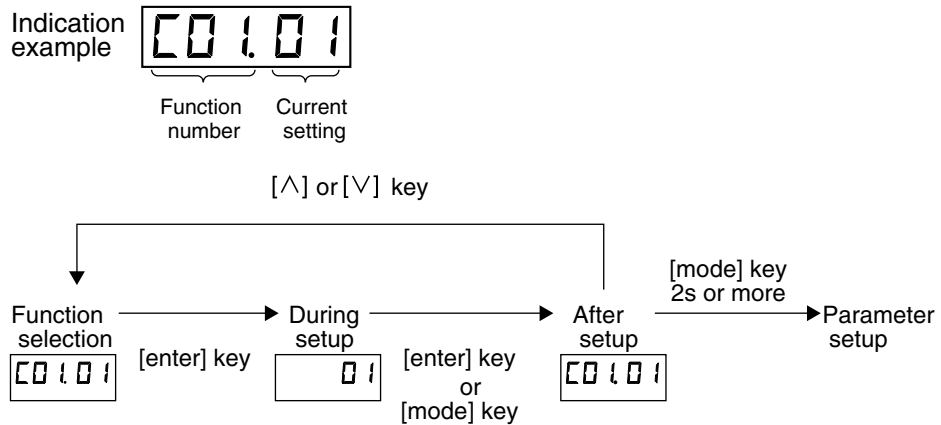 Indication
example
C01.01
Function
number
Current
setting
[∧] or [∨] key
[mode] key
2s or more
Function
selection
During
setup
After
setup
Parameter
setup
[enter] key
[enter] key
or
[mode] key
C01.01
01
C01.01